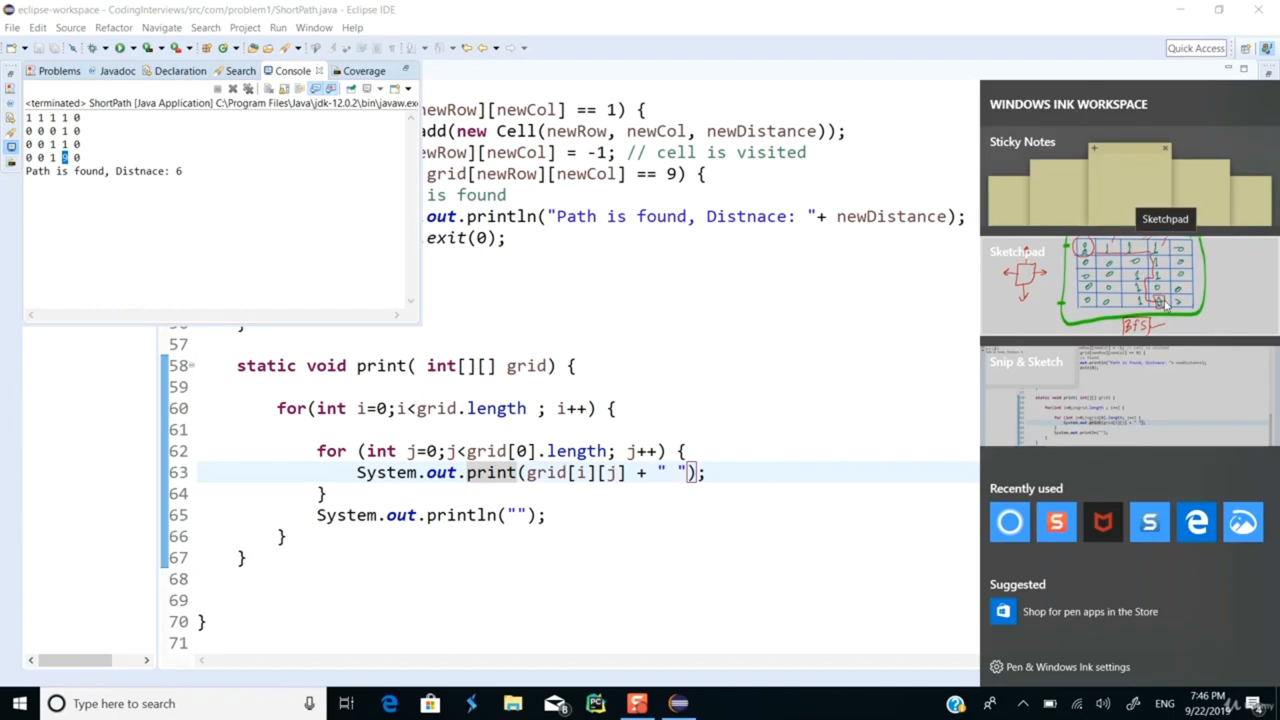 eclipse-workspace - CodingInterviews/src/com/problem1/ShortPath.java - Eclipse IDE
File Edit Source Refactor Navigate Search Project Run Window Help
Quick Access
Problems Javadoc Declaration Search Console Coverage
<terminated> ShortPath [Java Application] C:\Program Files\Java\jdk-12.0.2\bin\javaw.exe
1 1 1 1 0
0 0 0 1 0
0 0 1 1 0
0 0 1 9 0
Path is found, Distnace: 6
newRow][newCol] == 1) {
add(new Cell(newRow, newCol, newDistance));
ewRow][newCol] = -1; // cell is visited
grid[newRow][newCol] == 9) {
is found
out.println("Path is found, Distnace: "+ newDistance);
exit(0);
57
58 static void print( int[][] grid) {
59
60 for(int i=0;i<grid.length ; i++) {
61
62 for (int j=0;j<grid[0].length; j++) {
63 System.out.print(grid[i][j] + " ");
64 }
65 System.out.println("");
66 }
67 }
68
69
70 }
71
WINDOWS INK WORKSPACE
Sticky Notes
Sketchpad
Sketchpad
BfS
Snip & Sketch
Recently used
Suggested
Shop for pen apps in the Store
Pen & Windows Ink settings
Type here to search
ENG
7:46 PM
9/22/2019